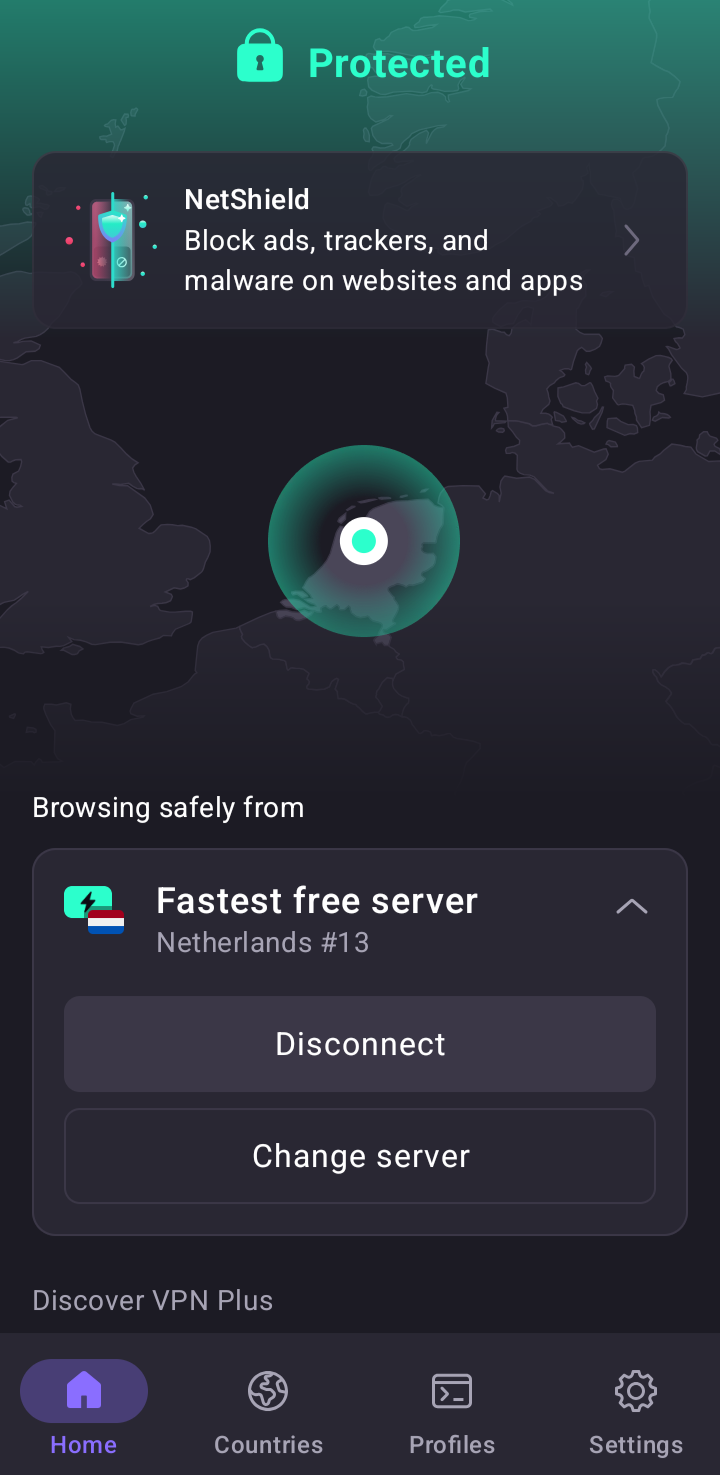 Protected
NetShield
Block ads, trackers, and
malware on websites and apps
Browsing safely from
Fastest free server
Netherlands #13
Disconnect
Change server
Discover VPN Plus
Home
Countries
Profiles
Settings